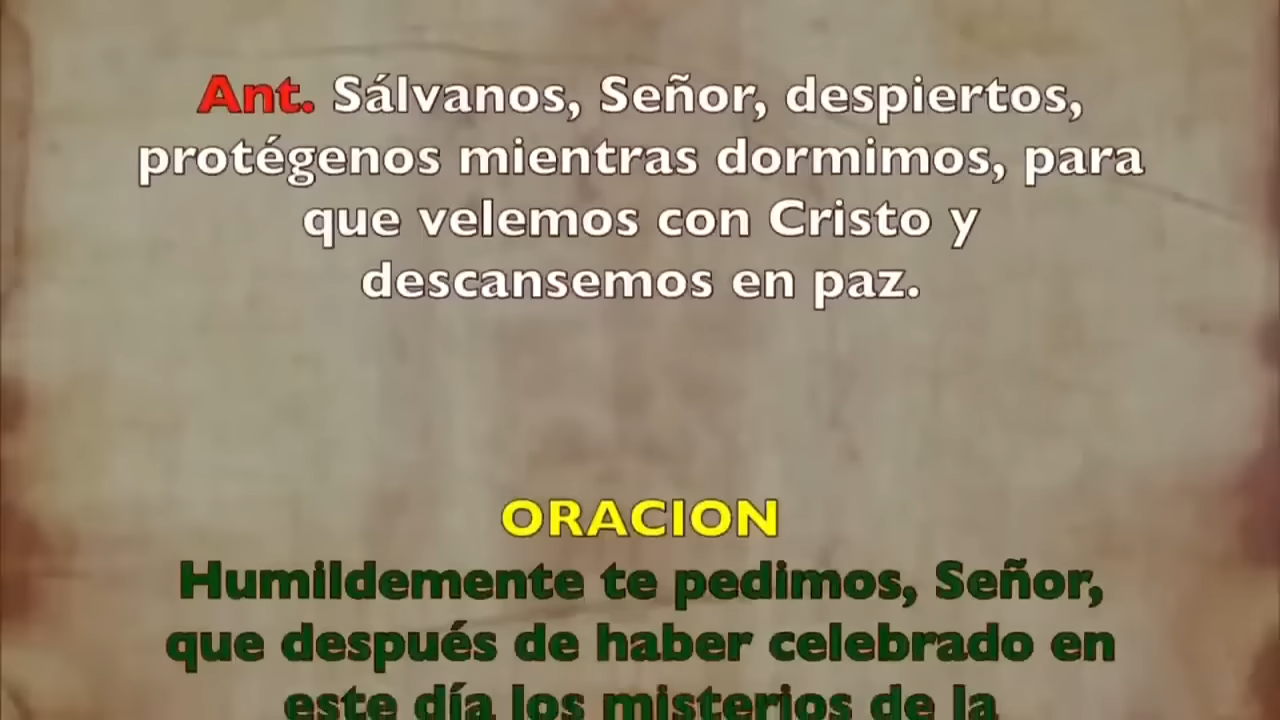 Ant. Sálvanos, Señor, despiertos,
protégenos mientras dormimos, para
que velemos con Cristo y
descansemos en paz.
ORACION
Humildemente te pedimos, Señor,
que después de haber celebrado en
este día los misterios de la